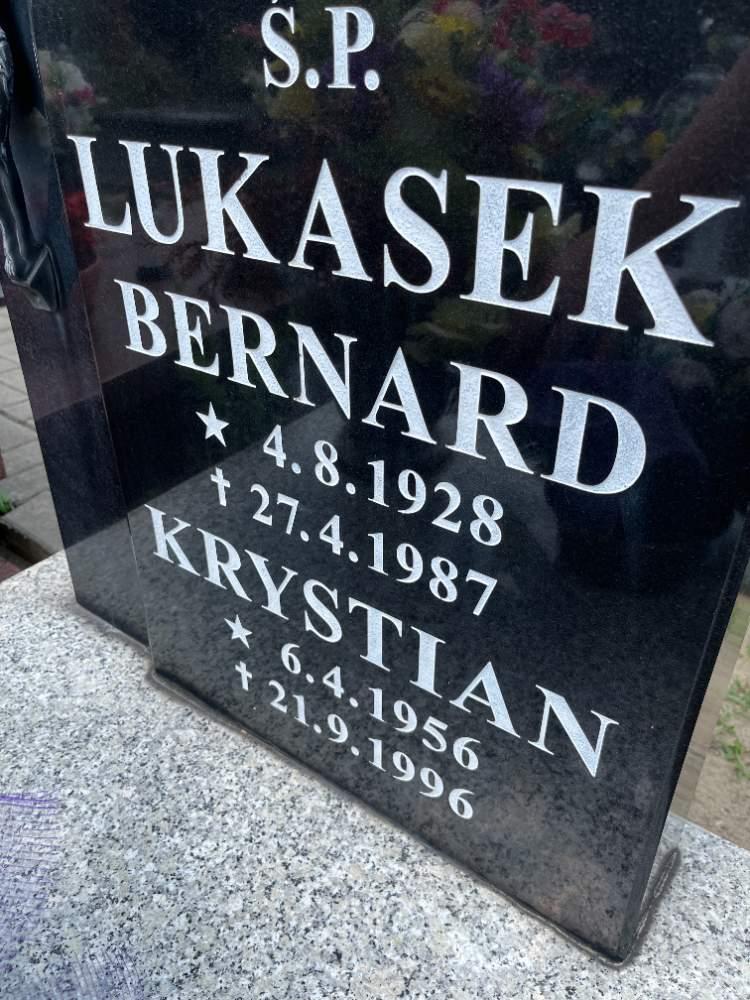 Ś.P.
LUKASEK
BERNARD
★ 4.8.1928
✝ 27.4.1987
KRYSTIAN
★ 6.4.1956
✝ 21.9.1996